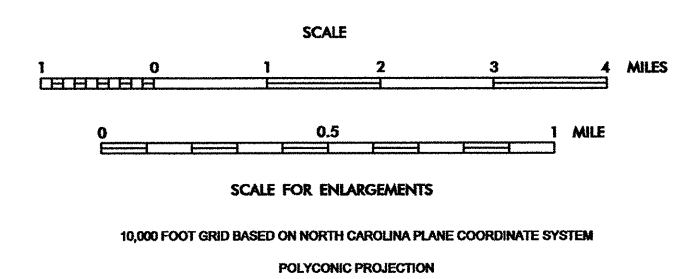 SCALE
1 0 1 2 3 4 MILES
0 0.5 1 MILE
SCALE FOR ENLARGEMENTS
10,000 FOOT GRID BASED ON NORTH CAROLINA PLANE COORDINATE SYSTEM
POLYCONIC PROJECTION